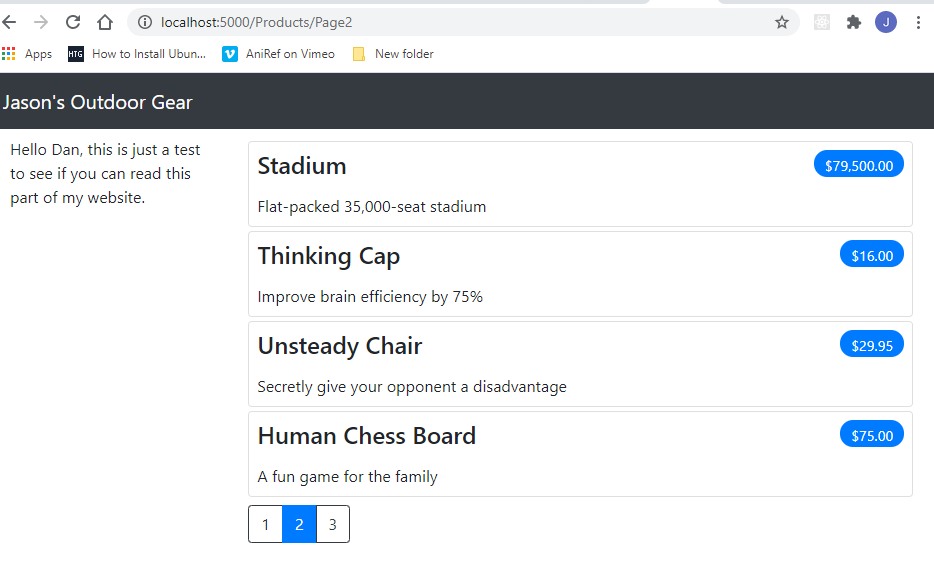 localhost:5000/Products/Page2
J
Apps
HTG How to Install Ubun...
AniRef on Vimeo
New folder
Jason's Outdoor Gear
Hello Dan, this is just a test
to see if you can read this
part of my website.
Stadium
$79,500.00
Flat-packed 35,000-seat stadium
Thinking Cap
$16.00
Improve brain efficiency by 75%
Unsteady Chair
$29.95
Secretly give your opponent a disadvantage
Human Chess Board
$75.00
A fun game for the family
1 2 3